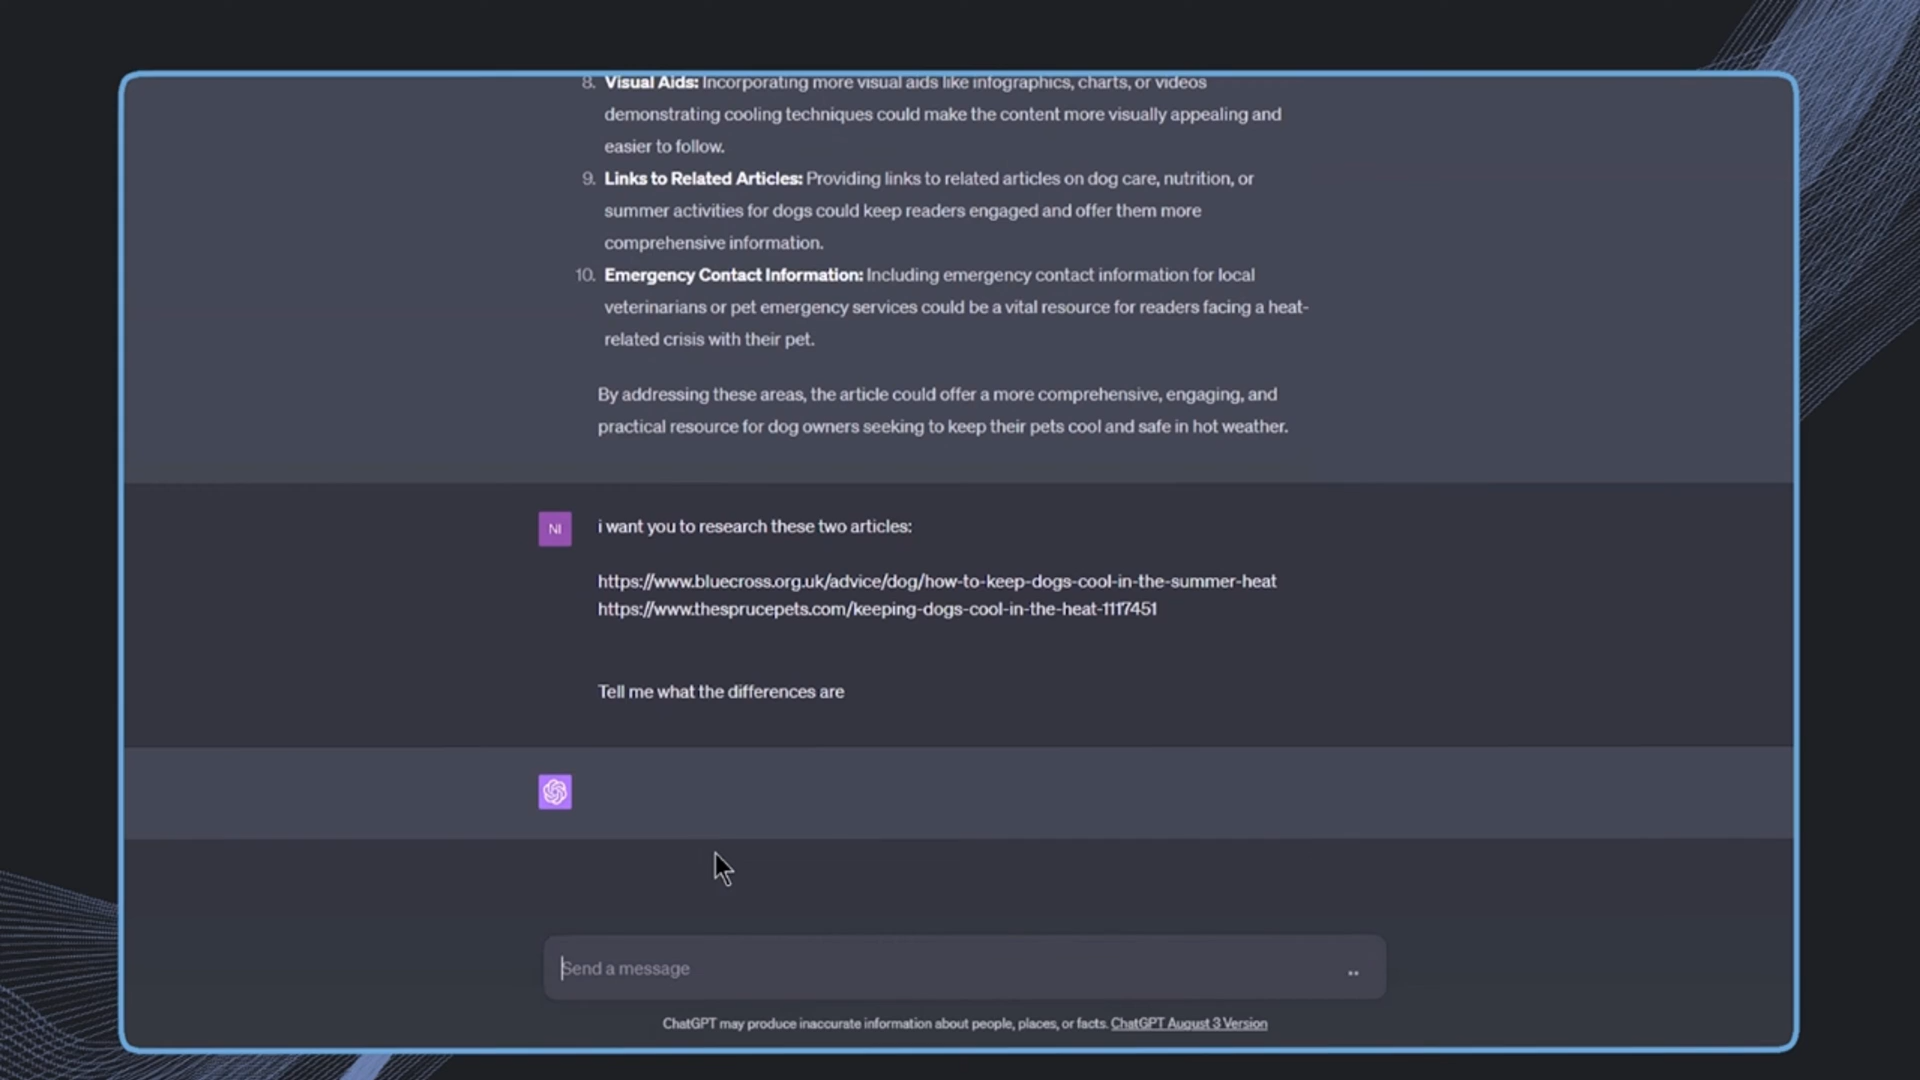 8. Visual Aids: Incorporating more visual aids like infographics, charts, or videos
demonstrating cooling techniques could make the content more visually appealing and
easier to follow.
9. Links to Related Articles: Providing links to related articles on dog care, nutrition, or
summer activities for dogs could keep readers engaged and offer them more
comprehensive information.
10. Emergency Contact Information: Including emergency contact information for local
veterinarians or pet emergency services could be a vital resource for readers facing a heat-
related crisis with their pet.
By addressing these areas, the article could offer a more comprehensive, engaging, and
practical resource for dog owners seeking to keep their pets cool and safe in hot weather.
NI
i want you to research these two articles:
https://www.bluecross.org.uk/advice/dog/how-to-keep-dogs-cool-in-the-summer-heat
https://www.thesprucepets.com/keeping-dogs-cool-in-the-heat-1117451
Tell me what the differences are
Send a message
ChatGPT may produce inaccurate information about people, places, or facts. ChatGPT August 3 Version